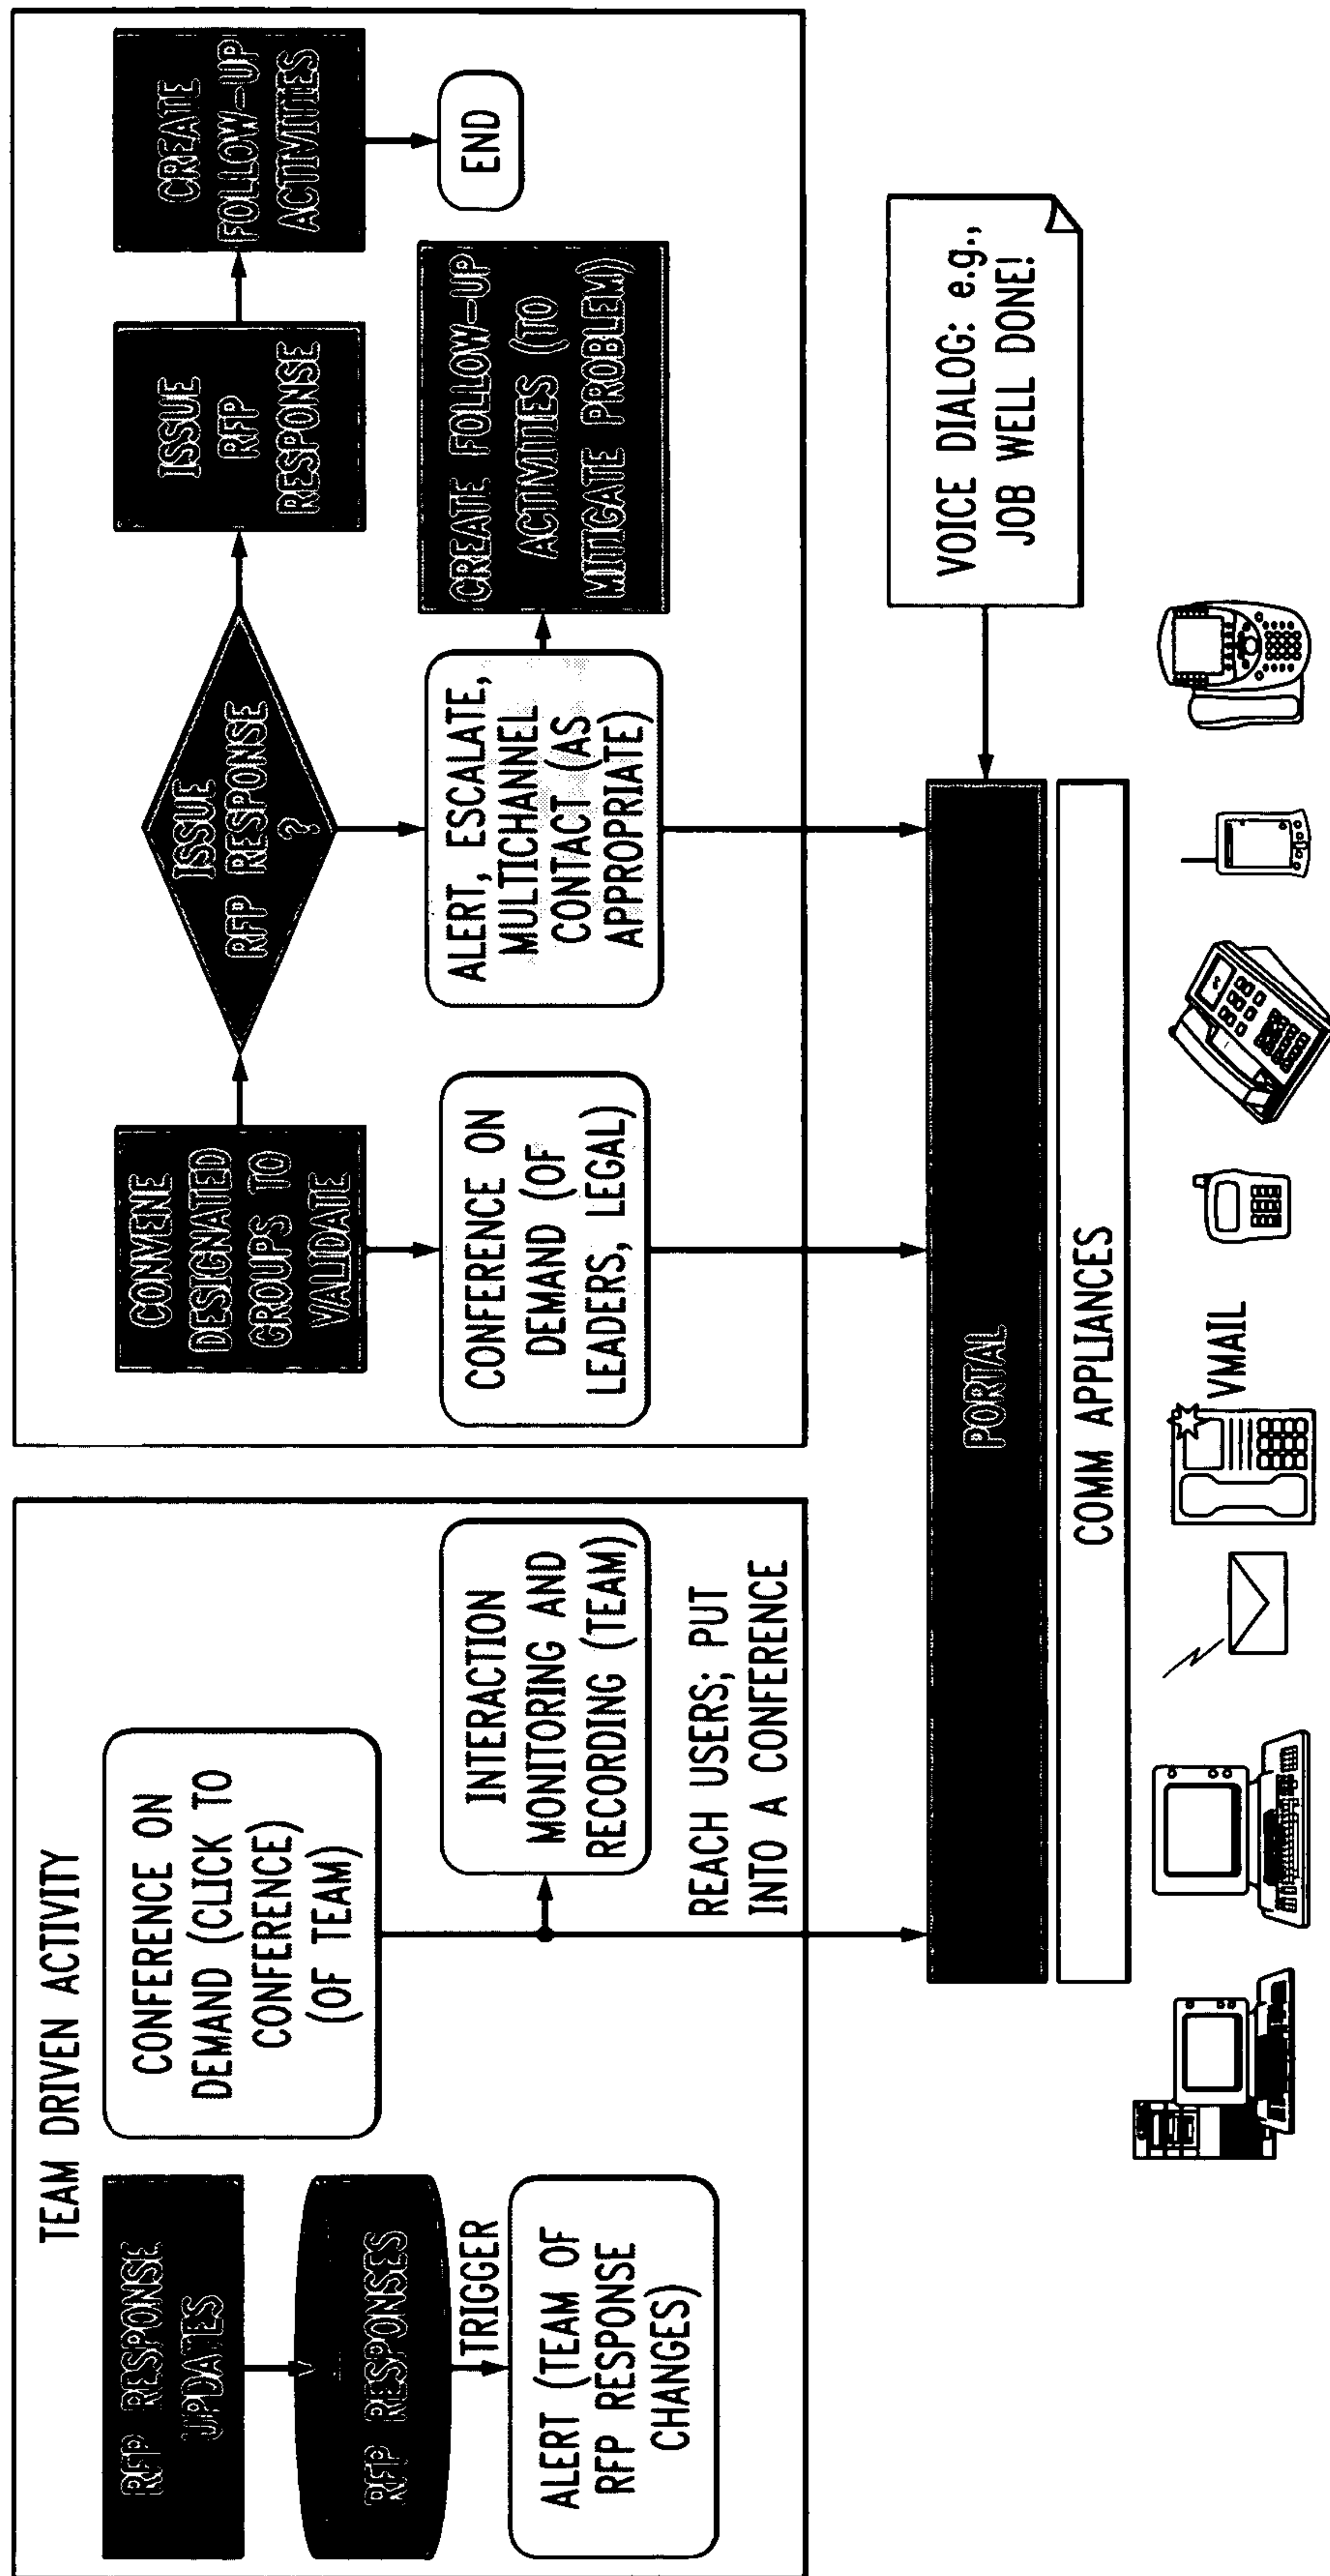 TEAM DRIVEN ACTIVITY
RFP RESPONSE
UPDATES
RFP RESPONSES
TRIGGER
ALERT (TEAM OF
RFP RESPONSE
CHANGES)
CONFERENCE ON
DEMAND (CLICK TO
CONFERENCE)
(OF TEAM)
INTERACTION
MONITORING AND
RECORDING (TEAM)
REACH USERS; PUT
INTO A CONFERENCE
CONVENE
DESIGNATED
GROUPS TO
VALIDATE
CONFERENCE ON
DEMAND (OF
LEADERS, LEGAL)
ISSUE
RFP RESPONSE
?
ALERT, ESCALATE,
MULTICHANNEL
CONTACT (AS
APPROPRIATE)
ISSUE
RFP
RESPONSE
CREATE
FOLLOW-UP
ACTIVITIES
END
CREATE FOLLOW-UP
ACTIVITIES (TO
MITIGATE PROBLEM)
VOICE DIALOG: e.g.,
JOB WELL DONE!
PORTAL
COMM APPLIANCES
VMAIL